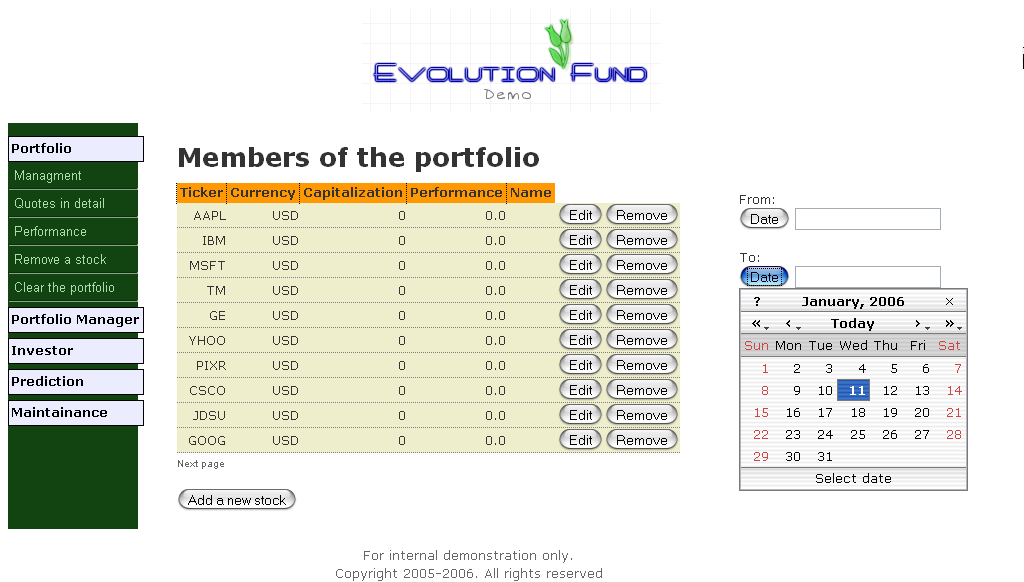 Evolution Fund
Demo
Portfolio
Managment
Quotes in detail
Performance
Remove a stock
Clear the portfolio
Portfolio Manager
Investor
Prediction
Maintainance
Members of the portfolio
Ticker Currency Capitalization Performance Name
AAPL USD 0 0.0 Edit Remove
IBM USD 0 0.0 Edit Remove
MSFT USD 0 0.0 Edit Remove
TM USD 0 0.0 Edit Remove
GE USD 0 0.0 Edit Remove
YHOO USD 0 0.0 Edit Remove
PIXR USD 0 0.0 Edit Remove
CSCO USD 0 0.0 Edit Remove
JDSU USD 0 0.0 Edit Remove
GOOG USD 0 0.0 Edit Remove
Next page
Add a new stock
From:
Date
To:
Date
? January, 2006 ×
« ‹ Today › »
Sun Mon Tue Wed Thu Fri Sat
1 2 3 4 5 6 7
8 9 10 11 12 13 14
15 16 17 18 19 20 21
22 23 24 25 26 27 28
29 30 31
Select date
For internal demonstration only.
Copyright 2005-2006. All rights reserved